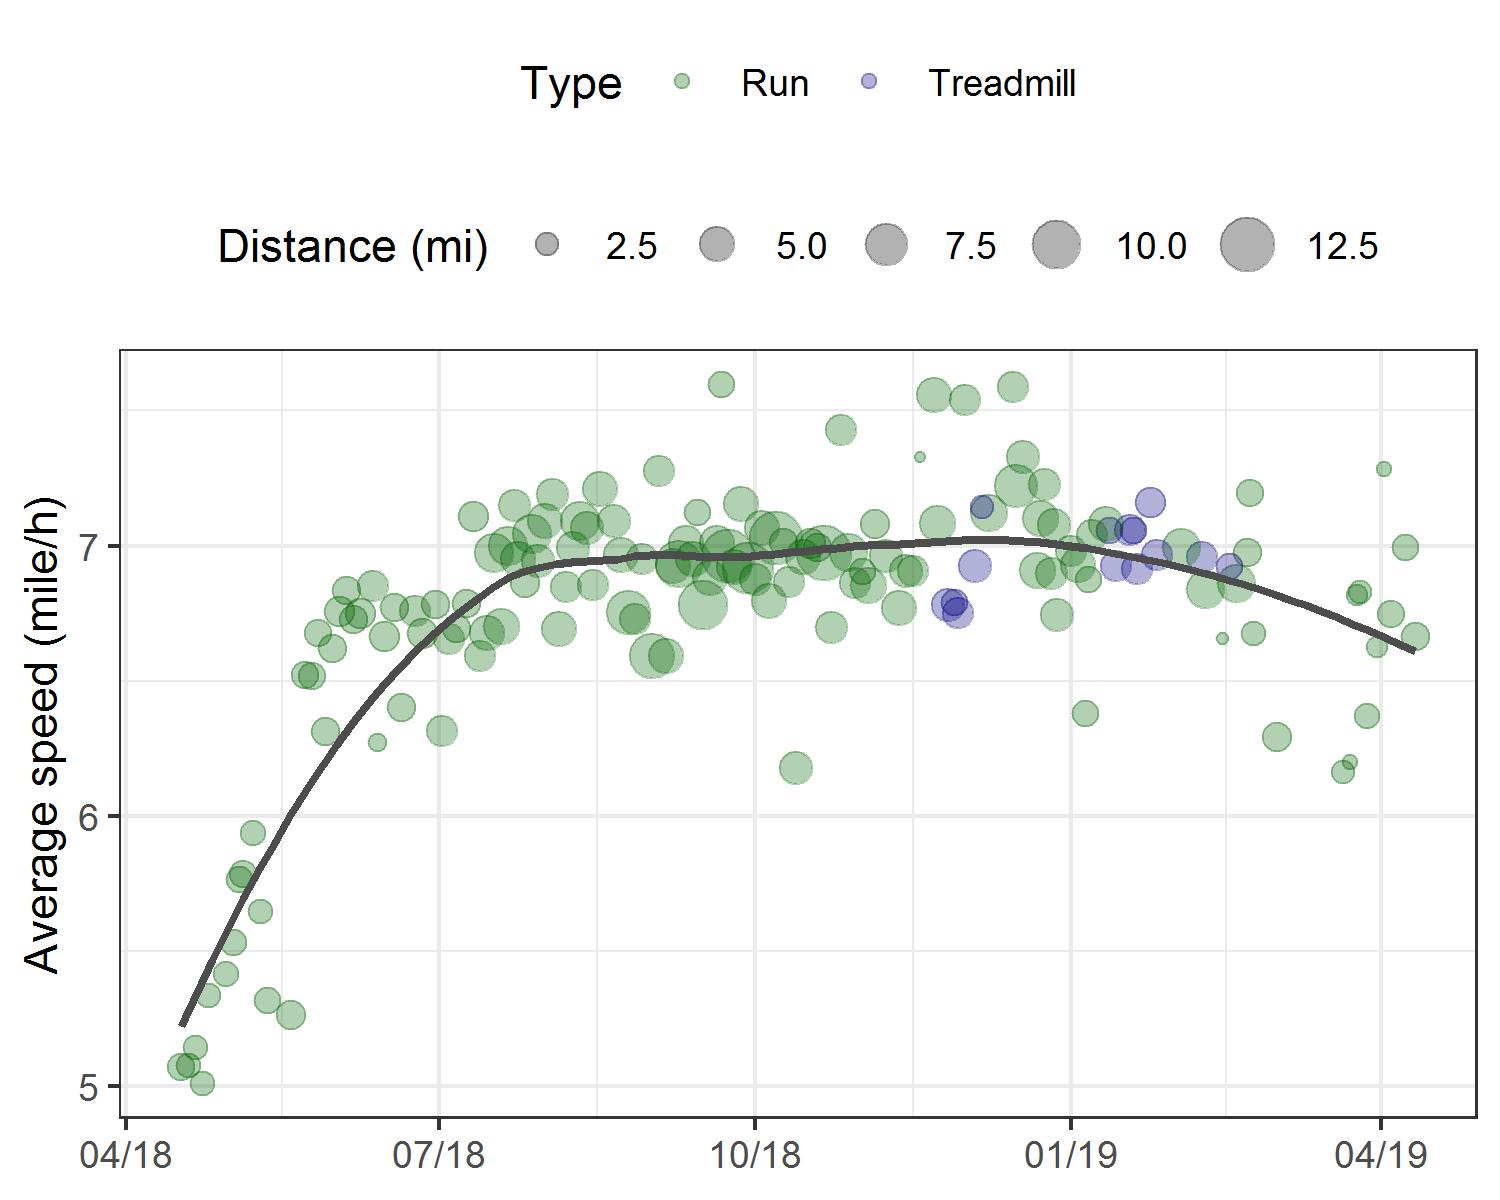 Type Run Treadmill
Distance (mi) 2.5 5.0 7.5 10.0 12.5
Average speed (mile/h)
7
6
5
04/18 07/18 10/18 01/19 04/19